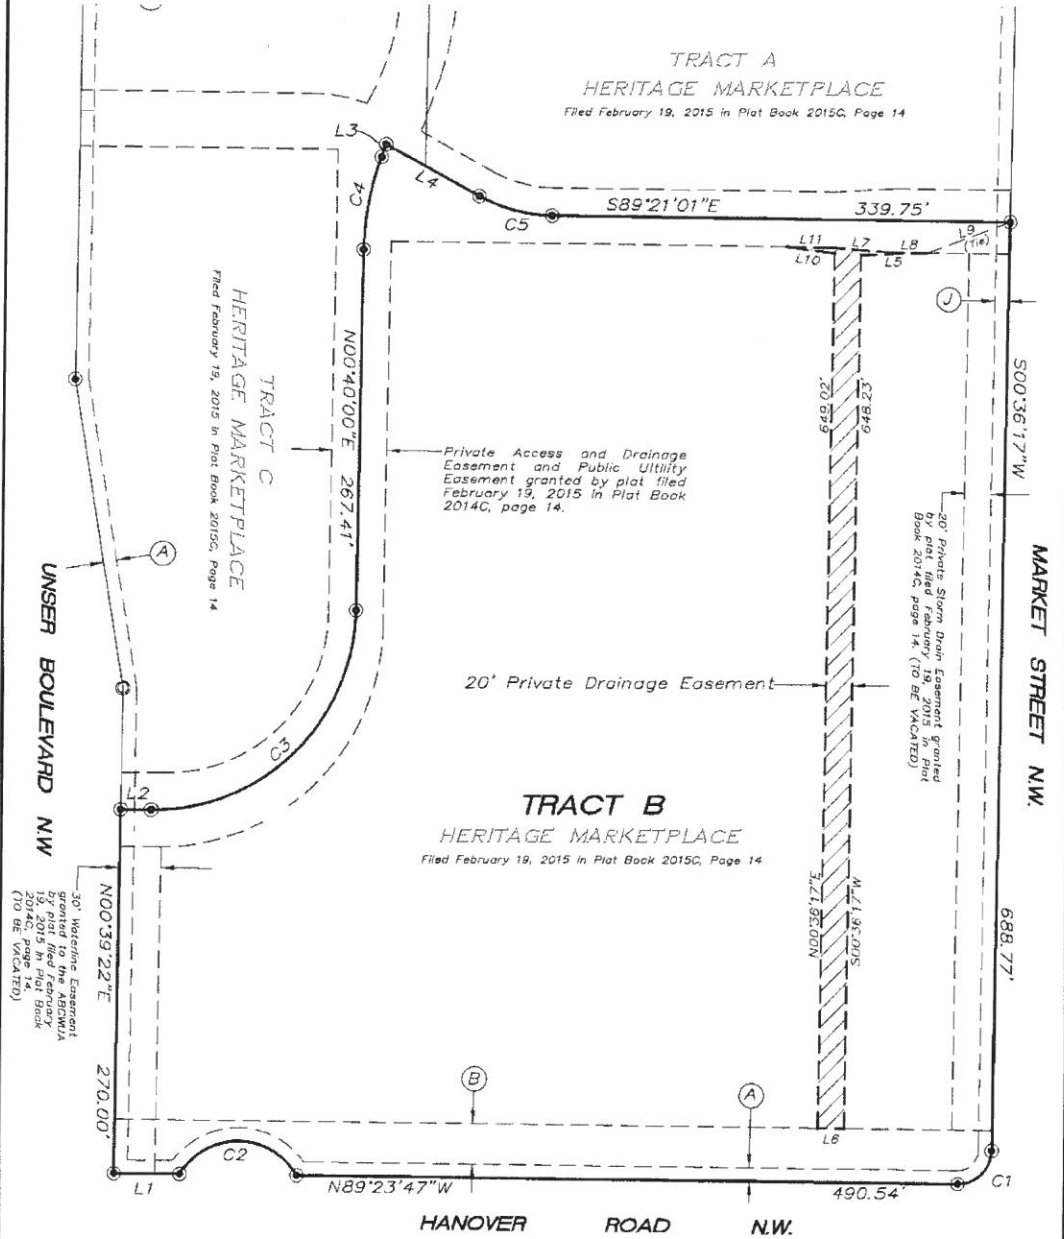 TRACT A
HERITAGE MARKETPLACE
Filed February 19, 2015 in Plat Book 2015C, Page 14
L3
L4
C4
C5
S89°21'01"E
339.75'
L11
L7
L8
L9
(Tie)
L10
L5
J
TRACT C
HERITAGE MARKETPLACE
Filed February 19, 2015 in Plat Book 2015C, Page 14
N00°40'00"E 267.41'
649.02'
648.23'
S00°36'17"W
Private Access and Drainage
Easement and Public Ultility
Easement granted by plat filed
February 19, 2015 in Plat Book
2014C, page 14.
20' Private Storm Drain Easement granted
by plat filed February 19, 2015 in Plat
Book 2014C, page 14. (TO BE VACATED)
MARKET STREET N.W.
A
UNSER BOULEVARD N.W
20' Private Drainage Easement
C3
L2
TRACT B
HERITAGE MARKETPLACE
Filed February 19, 2015 in Plat Book 2015C, Page 14
30' Waterline Easement
granted to the ABCWUA
by plat filed February
19, 2015 in Plat Book
2014C, page 14.
(TO BE VACATED)
N00°39'22"E 270.00'
N00°36'17"E
S00°36'17"W
688.77'
B
A
L6
C2
L1
N89°23'47"W
490.54'
C1
HANOVER ROAD N.W.